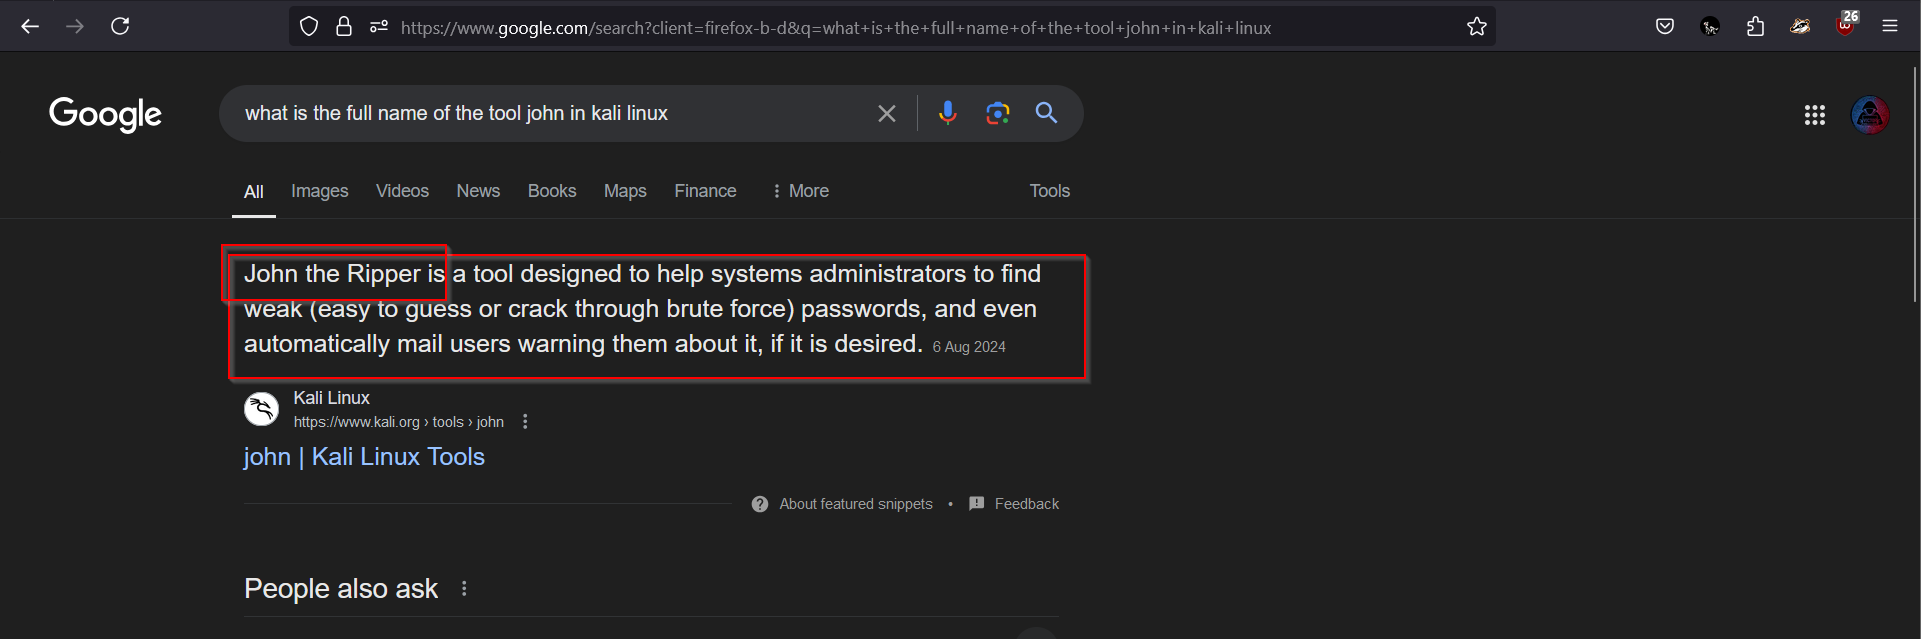 https://www.google.com/search?client=firefox-b-d&q=what+is+the+full+name+of+the+tool+john+in+kali+linux
26
Google
what is the full name of the tool john in kali linux
All Images Videos News Books Maps Finance More Tools
John the Ripper is a tool designed to help systems administrators to find
weak (easy to guess or crack through brute force) passwords, and even
automatically mail users warning them about it, if it is desired. 6 Aug 2024
Kali Linux
https://www.kali.org › tools › john
john | Kali Linux Tools
About featured snippets • Feedback
People also ask